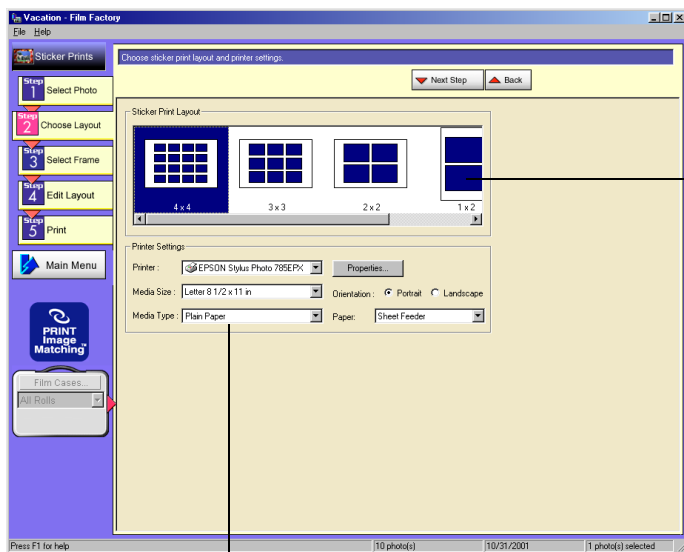 Vacation - Film Factory
File Help
Sticker Prints
Choose sticker print layout and printer settings.
Next Step Back
Step 1 Select Photo
Step 2 Choose Layout
Step 3 Select Frame
Step 4 Edit Layout
Step 5 Print
Main Menu
PRINT
Image
Matching™
Film Cases...
All Rolls
Sticker Print Layout
4 x 4 3 x 3 2 x 2 1 x 2
Printer Settings
Printer : EPSON Stylus Photo 785EPX Properties...
Media Size : Letter 8 1/2 x 11 in Orientation : Portrait Landscape
Media Type : Plain Paper Paper: Sheet Feeder
Press F1 for help 10 photo(s) 10/31/2001 1 photo(s) selected